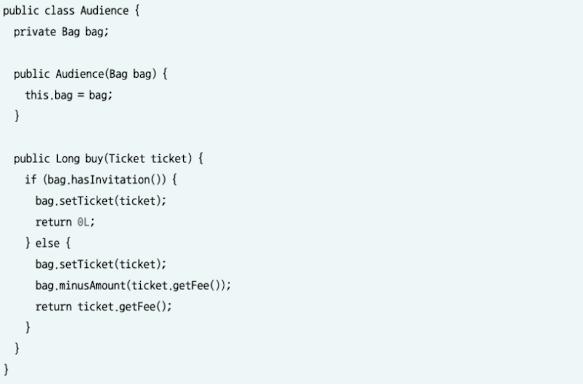 public class Audience {
  private Bag bag;

  public Audience(Bag bag) {
    this.bag = bag;
  }

  public Long buy(Ticket ticket) {
    if (bag.hasInvitation()) {
      bag.setTicket(ticket);
      return 0L;
    } else {
      bag.setTicket(ticket);
      bag.minusAmount(ticket.getFee());
      return ticket.getFee();
    }
  }
}